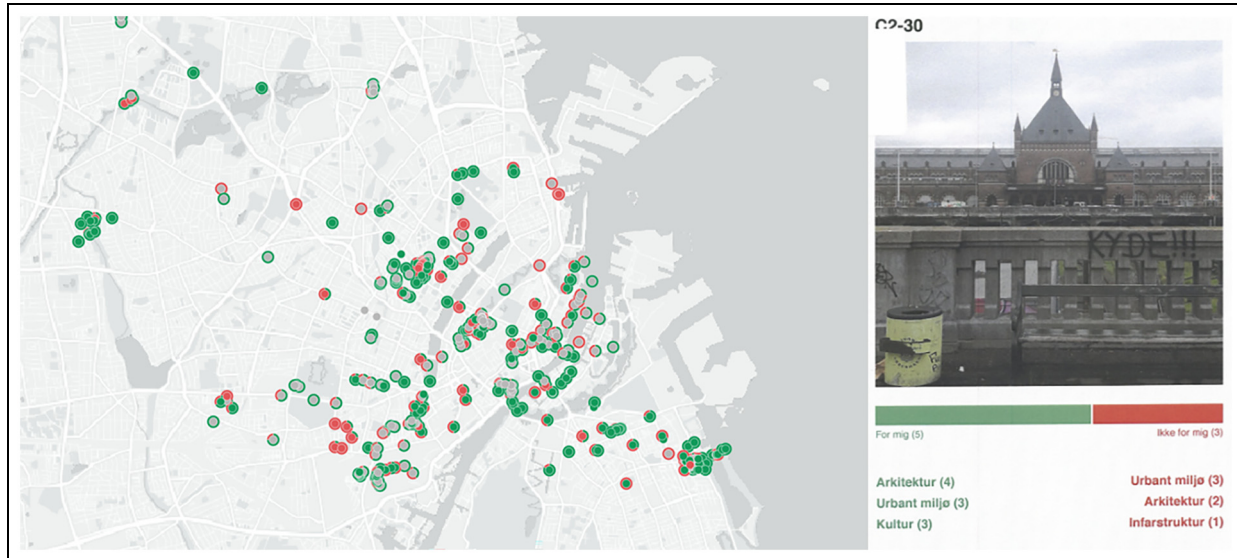 C2-30
KYDE!!!
For mig (5)
Ikke for mig (3)
Arkitektur (4)
Urbant miljø (3)
Urbant miljø (3)
Arkitektur (2)
Kultur (3)
Infarstruktur (1)